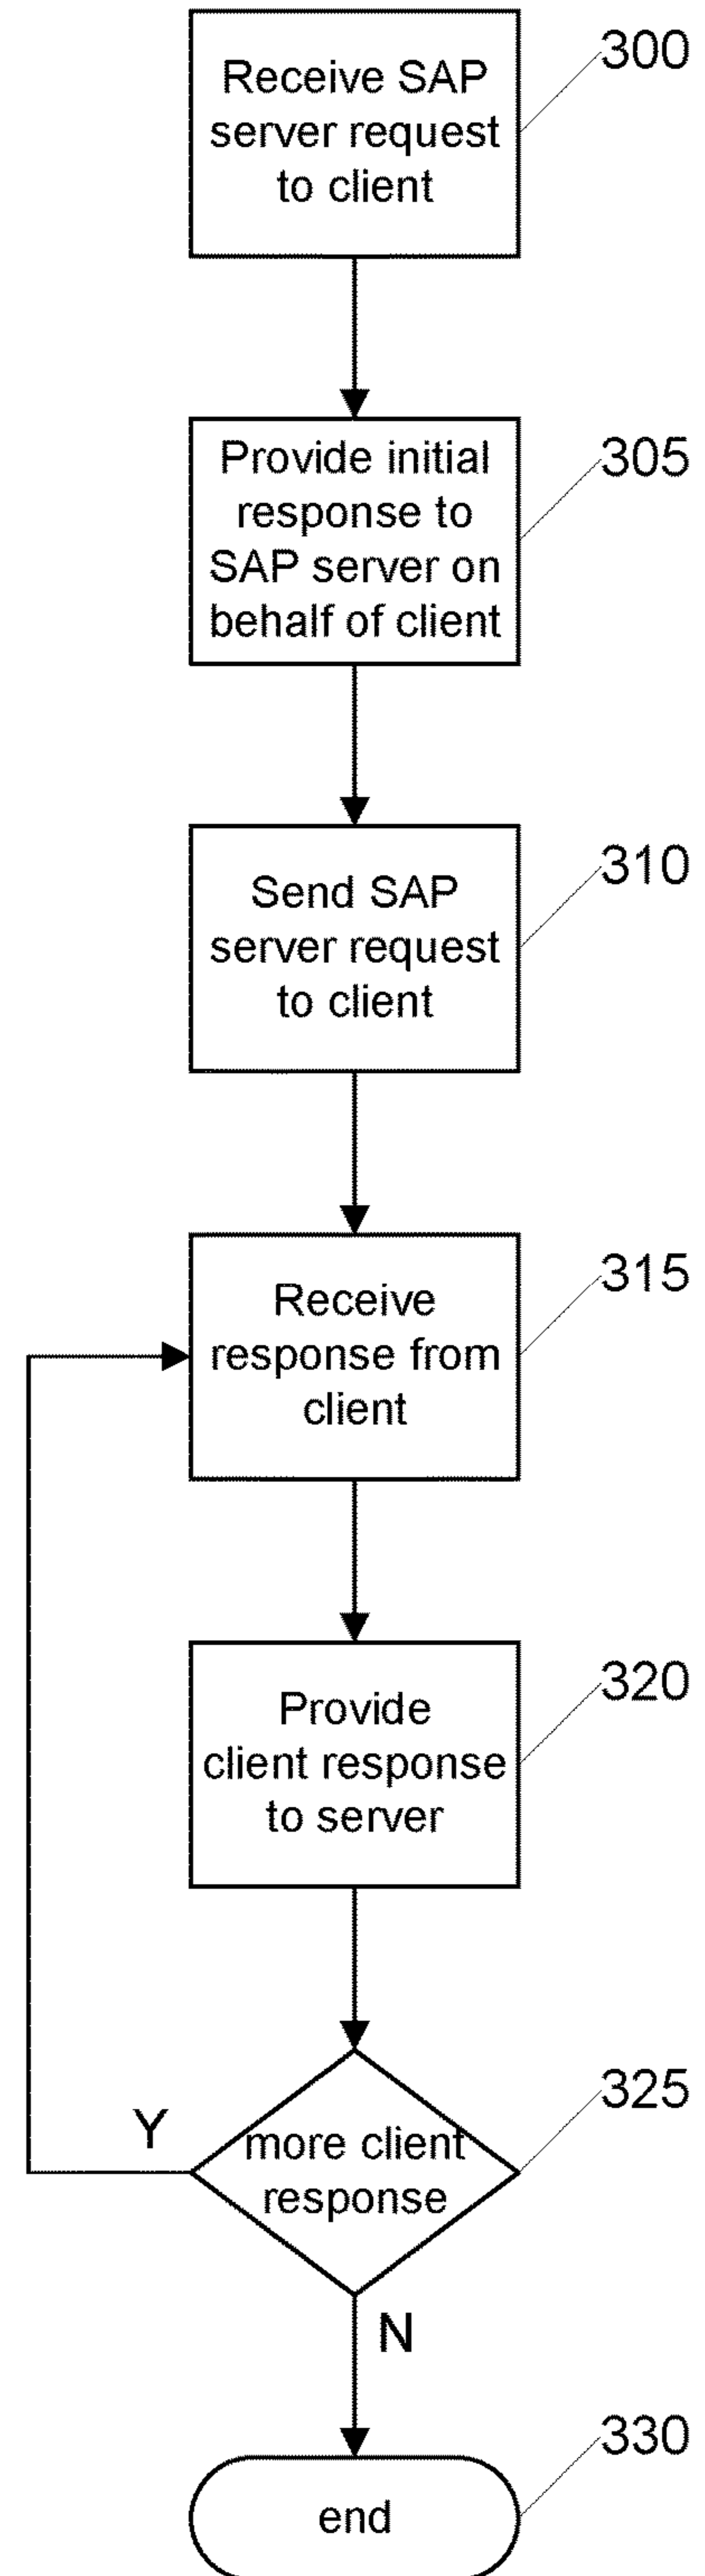 Receive SAP
server request
to client
300
Provide initial
response to
SAP server on
behalf of client
305
Send SAP
server request
to client
310
Receive
response from
client
315
Provide
client response
to server
320
more client
response
325
Y
N
end
330